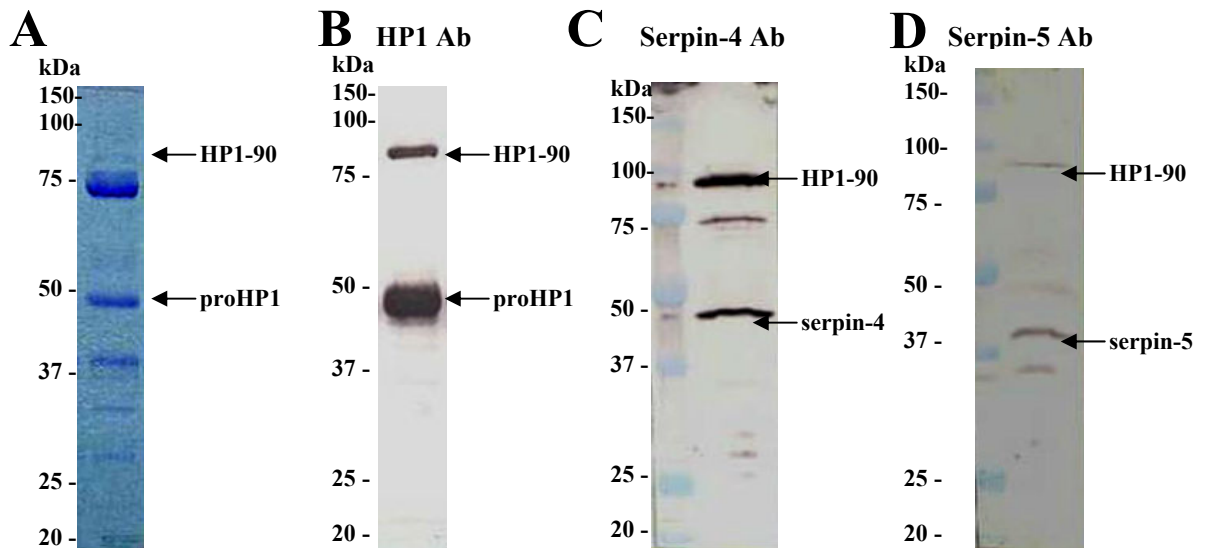 A
kDa
150-
100-
75 -
50 -
37 -
25 -
20 -
HP1-90
proHP1
B
HP1 Ab
kDa
150-
100-
75 -
50 -
37 -
25 -
20 -
HP1-90
proHP1
C
Serpin-4 Ab
kDa
150-
100-
75 -
50 -
37 -
25 -
20 -
HP1-90
serpin-4
D
Serpin-5 Ab
kDa
150-
100-
75 -
50 -
37 -
25 -
20 -
HP1-90
serpin-5